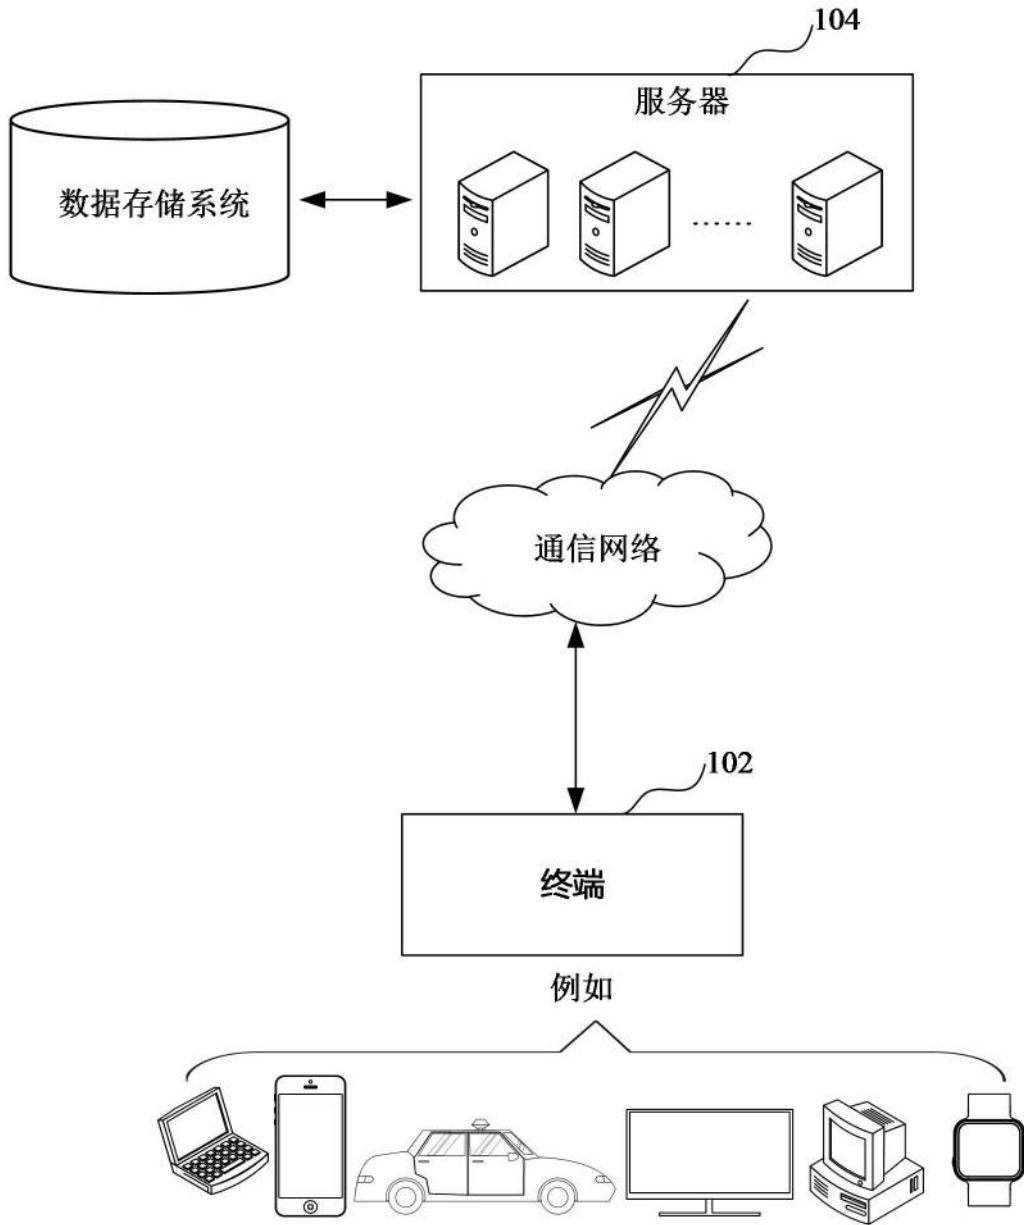 104
服务器
数据存储系统
......
通信网络
102
终端
例如